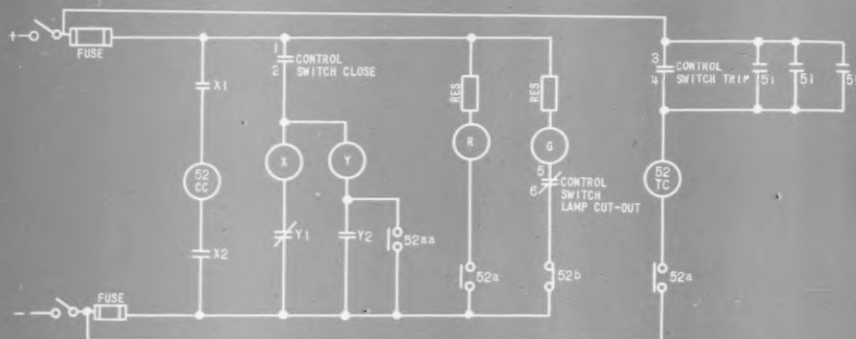 +
FUSE
X1
1
2
CONTROL
SWITCH CLOSE
RES
RES
3
4
CONTROL
SWITCH TRIP
51
51
51
52
CC
X
Y
R
G
5
6
CONTROL
SWITCH
LAMP CUT-OUT
52
TC
X2
Y1
Y2
52aa
52a
52b
52a
-
FUSE